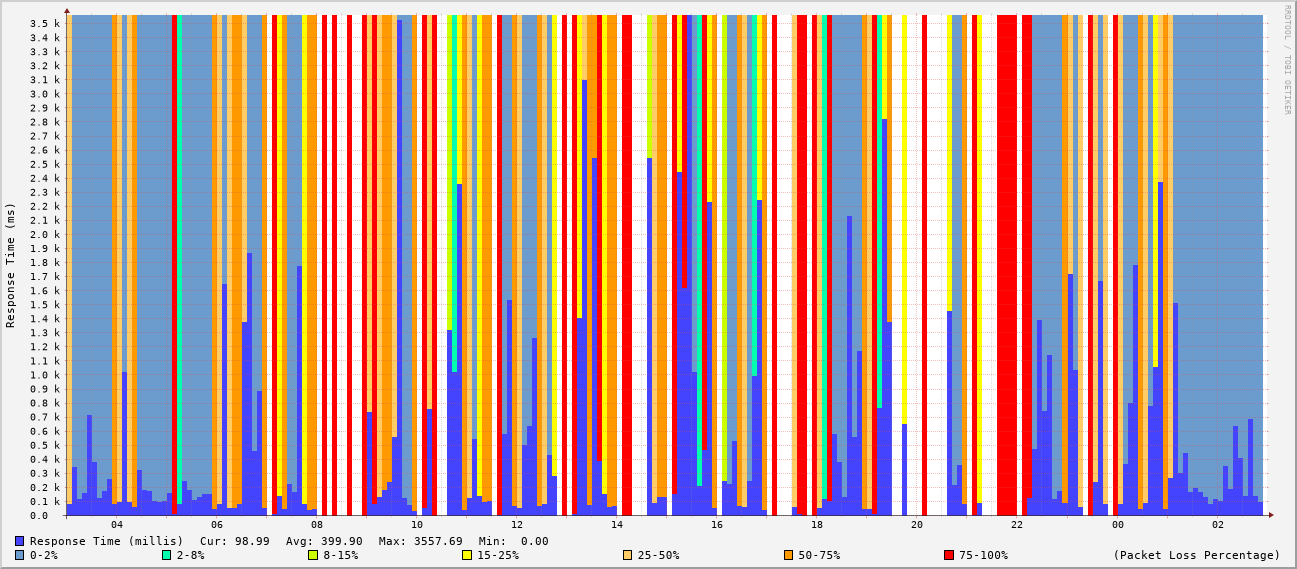 RRDTOOL / TOBI OETIKER
Response Time (ms)
3.5 k
3.4 k
3.3 k
3.2 k
3.1 k
3.0 k
2.9 k
2.8 k
2.7 k
2.6 k
2.5 k
2.4 k
2.3 k
2.2 k
2.1 k
2.0 k
1.9 k
1.8 k
1.7 k
1.6 k
1.5 k
1.4 k
1.3 k
1.2 k
1.1 k
1.0 k
0.9 k
0.8 k
0.7 k
0.6 k
0.5 k
0.4 k
0.3 k
0.2 k
0.1 k
0.0
04 06 08 10 12 14 16 18 20 22 00 02
Response Time (millis) Cur: 98.99 Avg: 399.90 Max: 3557.69 Min: 0.00
0-2% 2-8% 8-15% 15-25% 25-50% 50-75% 75-100% (Packet Loss Percentage)